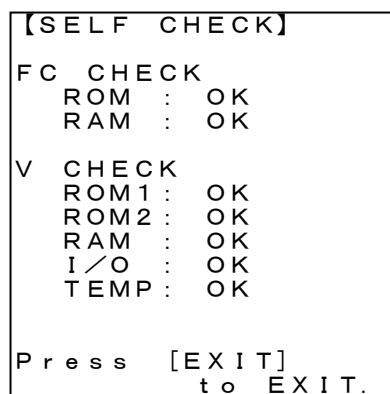 【SELF CHECK】
FC CHECK
ROM : OK
RAM : OK
V CHECK
ROM1: OK
ROM2: OK
RAM : OK
I/O : OK
TEMP: OK
Press [EXIT]
to EXIT.